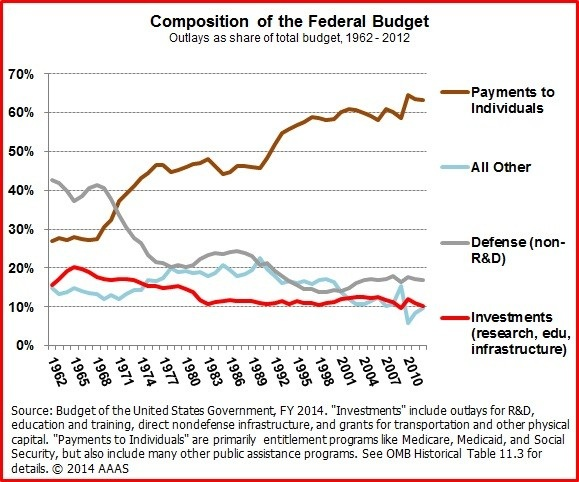 Composition of the Federal Budget
Outlays as share of total budget, 1962 - 2012
70%
60%
50%
40%
30%
20%
10%
0%
1962
1965
1968
1971
1974
1977
1980
1983
1986
1989
1992
1995
1998
2001
2004
2007
2010
Payments to
Individuals
All Other
Defense (non-
R&D)
Investments
(research, edu,
infrastructure)
Source: Budget of the United States Government, FY 2014. "Investments" include outlays for R&D,
education and training, direct nondefense infrastructure, and grants for transportation and other physical
capital. "Payments to Individuals" are primarily entitlement programs like Medicare, Medicaid, and Social
Security, but also include many other public assistance programs. See OMB Historical Table 11.3 for
details. © 2014 AAAS